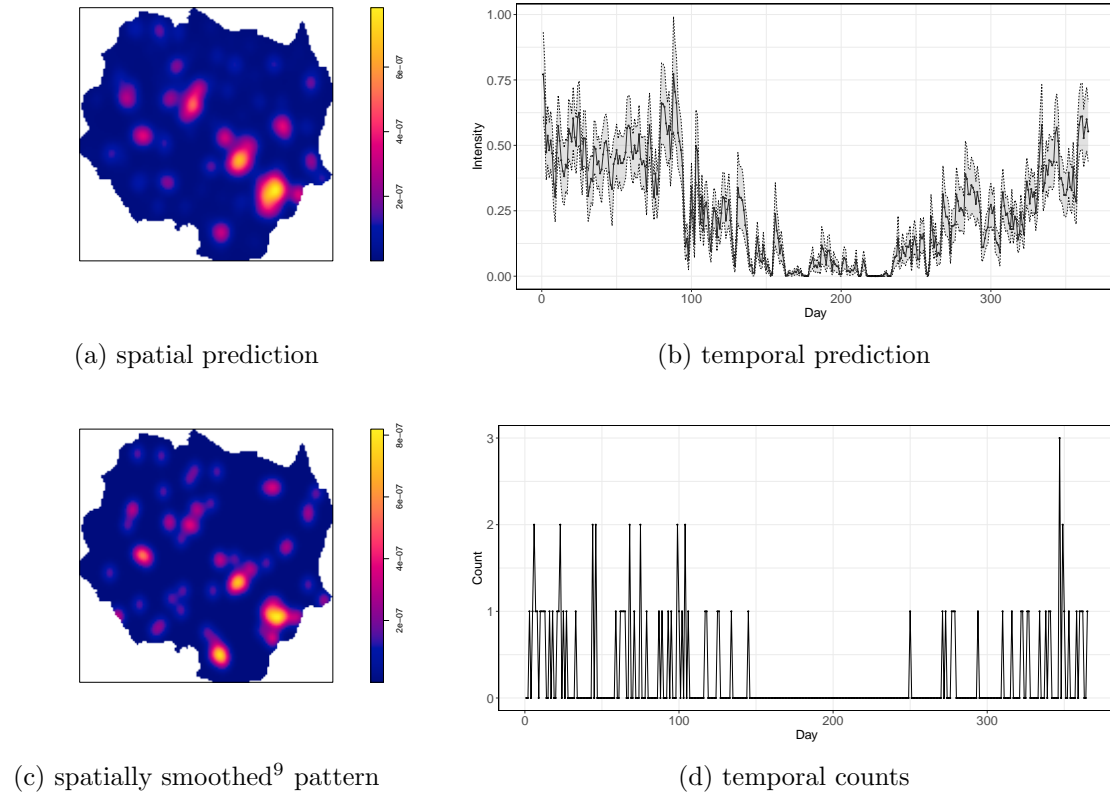 2e−07 4e−07 6e−07
Intensity
1.00
0.75
0.50
0.25
0.00
0 100 200 300
Day
(a) spatial prediction
(b) temporal prediction
2e−07 4e−07 6e−07 8e−07
Count
3
2
1
0
0 100 200 300
Day
(c) spatially smoothed⁹ pattern
(d) temporal counts